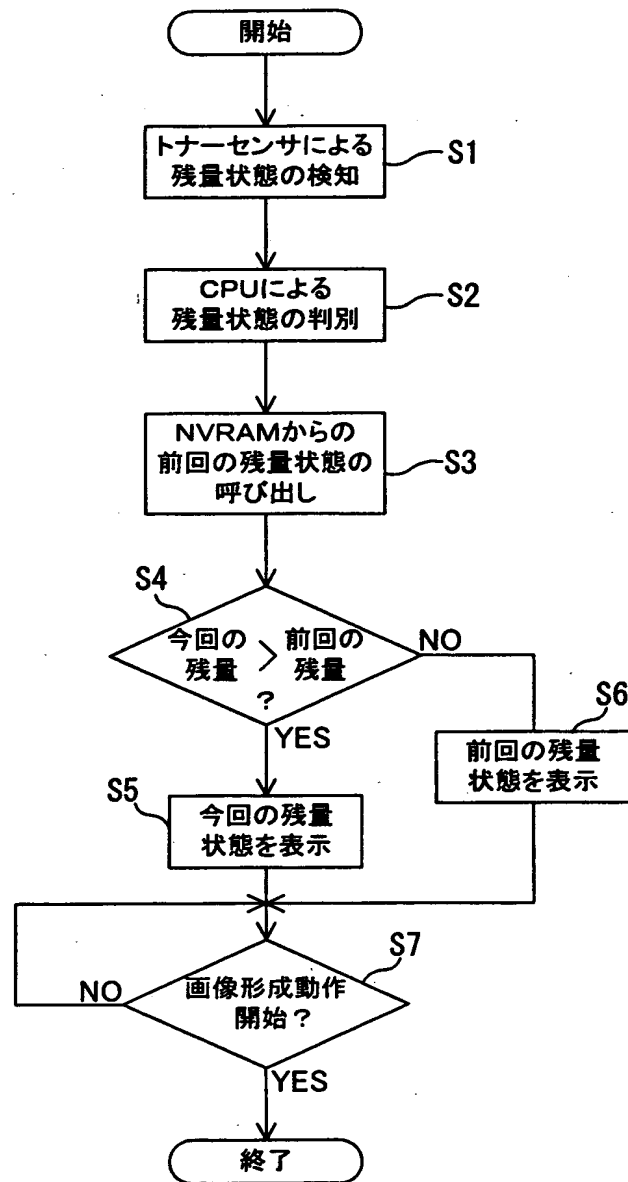 開始
トナーセンサによる
残量状態の検知
S1
CPUによる
残量状態の判別
S2
NVRAMからの
前回の残量状態の
呼び出し
S3
S4
今回の
残量
>
前回の
残量
?
NO
YES
S6
前回の残量
状態を表示
S5
今回の残量
状態を表示
S7
画像形成動作
開始?
NO
YES
終了